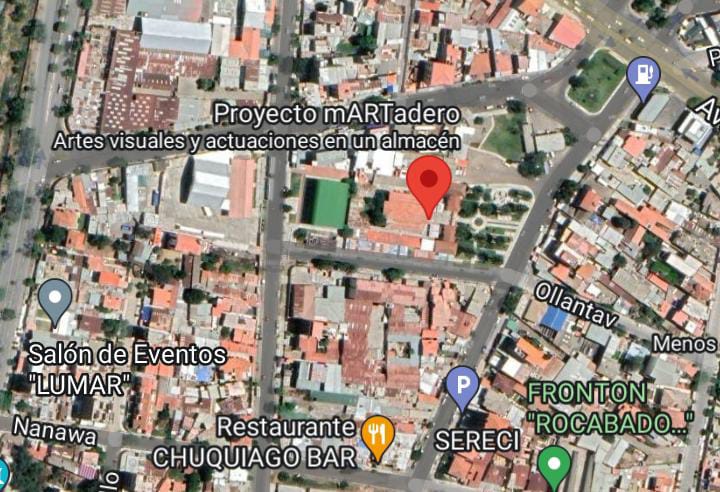 P
Proyecto mARTadero
Artes visuales y actuaciones en un almacén
Av
Ollantay
Menos
Salón de Eventos
"LUMAR"
P
FRONTON
"ROCABADO..."
Nanawa
Restaurante
CHUQUIAGO BAR
SERECI
llo